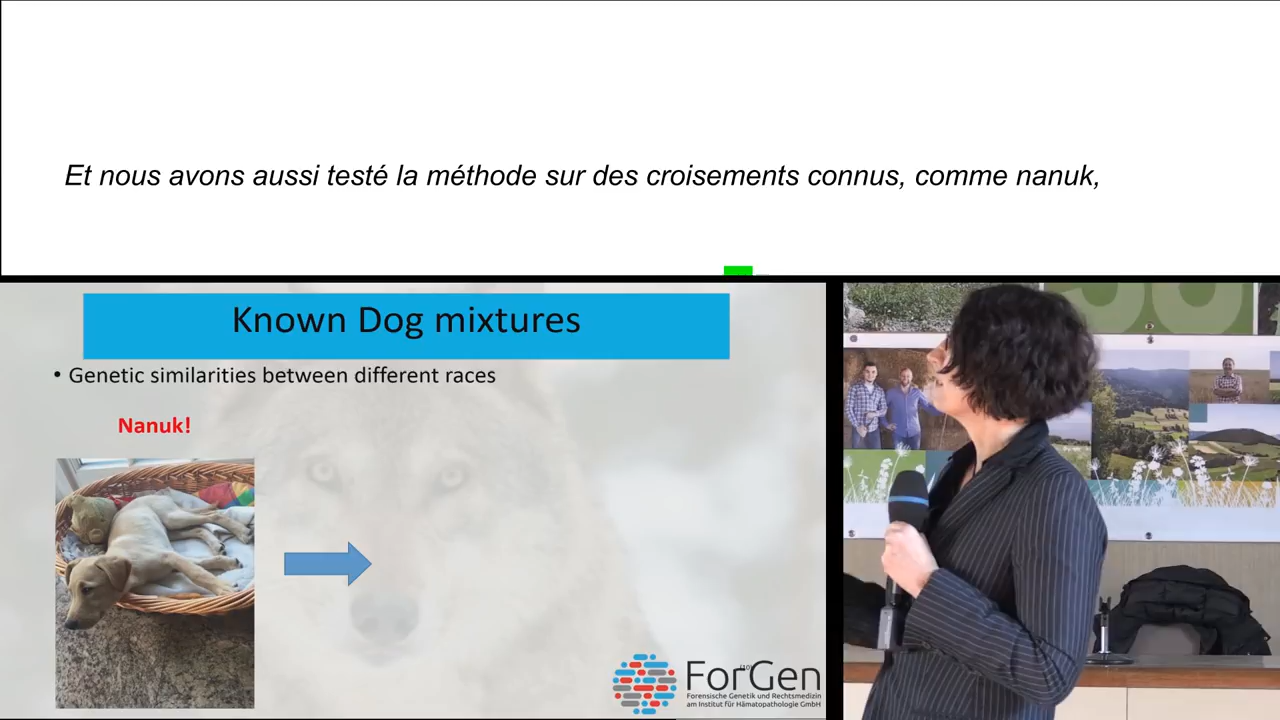 Et nous avons aussi testé la méthode sur des croisements connus, comme nanuk,
Known Dog mixtures
• Genetic similarities between different races
Nanuk!
ForGen
Forensische Genetik und Rechtsmedizin
am Institut für Hämatopathologie GmbH